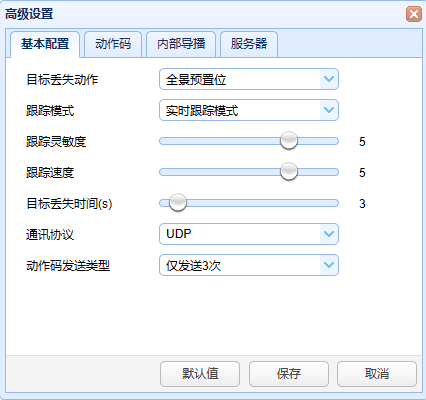 高级设置
基本配置 动作码 内部导播 服务器
目标丢失动作 全景预置位
跟踪模式 实时跟踪模式
跟踪灵敏度 5
跟踪速度 5
目标丢失时间(s) 3
通讯协议 UDP
动作码发送类型 仅发送3次
默认值 保存 取消